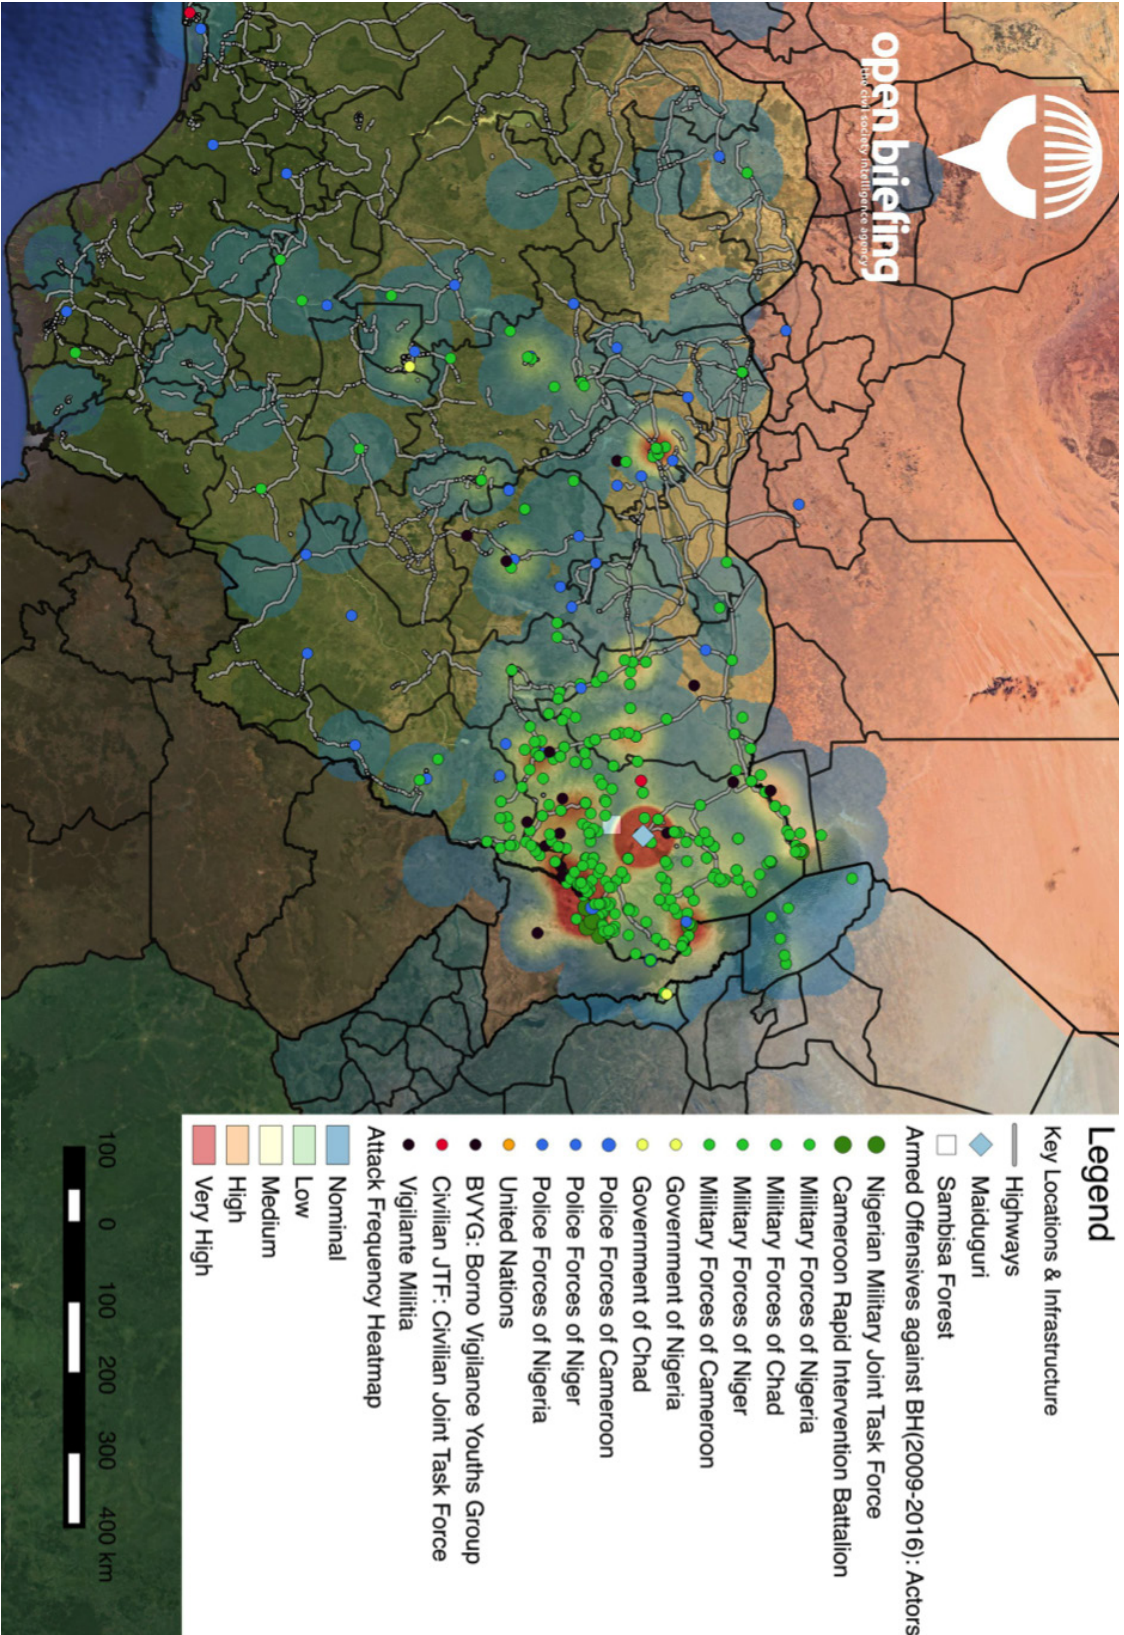 open briefing
the civil society intelligence agency
Legend
Key Locations & Infrastructure
Highways
Maiduguri
Sambisa Forest
Armed Offensives against BH(2009-2016): Actors
Nigerian Military Joint Task Force
Cameroon Rapid Intervention Battalion
Military Forces of Nigeria
Military Forces of Chad
Military Forces of Niger
Military Forces of Cameroon
Government of Nigeria
Government of Chad
Police Forces of Cameroon
Police Forces of Niger
Police Forces of Nigeria
United Nations
BVYG: Borno Vigilance Youths Group
Civilian JTF: Civilian Joint Task Force
Vigilante Militia
Attack Frequency Heatmap
Nominal
Low
Medium
High
Very High
100 0 100 200 300 400 km